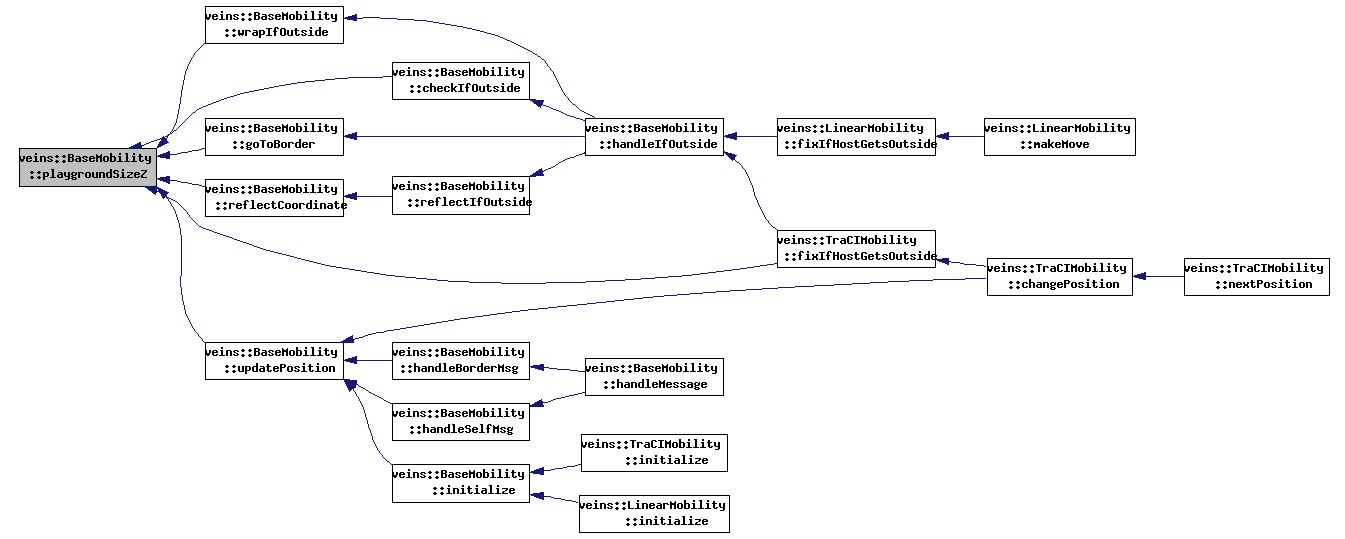 veins::BaseMobility
::wrapIfOutside
veins::BaseMobility
::checkIfOutside
veins::BaseMobility
::goToBorder
veins::BaseMobility
::handleIfOutside
veins::LinearMobility
::fixIfHostGetsOutside
veins::LinearMobility
::makeMove
veins::BaseMobility
::playgroundSizeZ
veins::BaseMobility
::reflectCoordinate
veins::BaseMobility
::reflectIfOutside
veins::TraCIMobility
::fixIfHostGetsOutside
veins::TraCIMobility
::changePosition
veins::TraCIMobility
::nextPosition
veins::BaseMobility
::updatePosition
veins::BaseMobility
::handleBorderMsg
veins::BaseMobility
::handleMessage
veins::BaseMobility
::handleSelfMsg
veins::TraCIMobility
::initialize
veins::BaseMobility
::initialize
veins::LinearMobility
::initialize